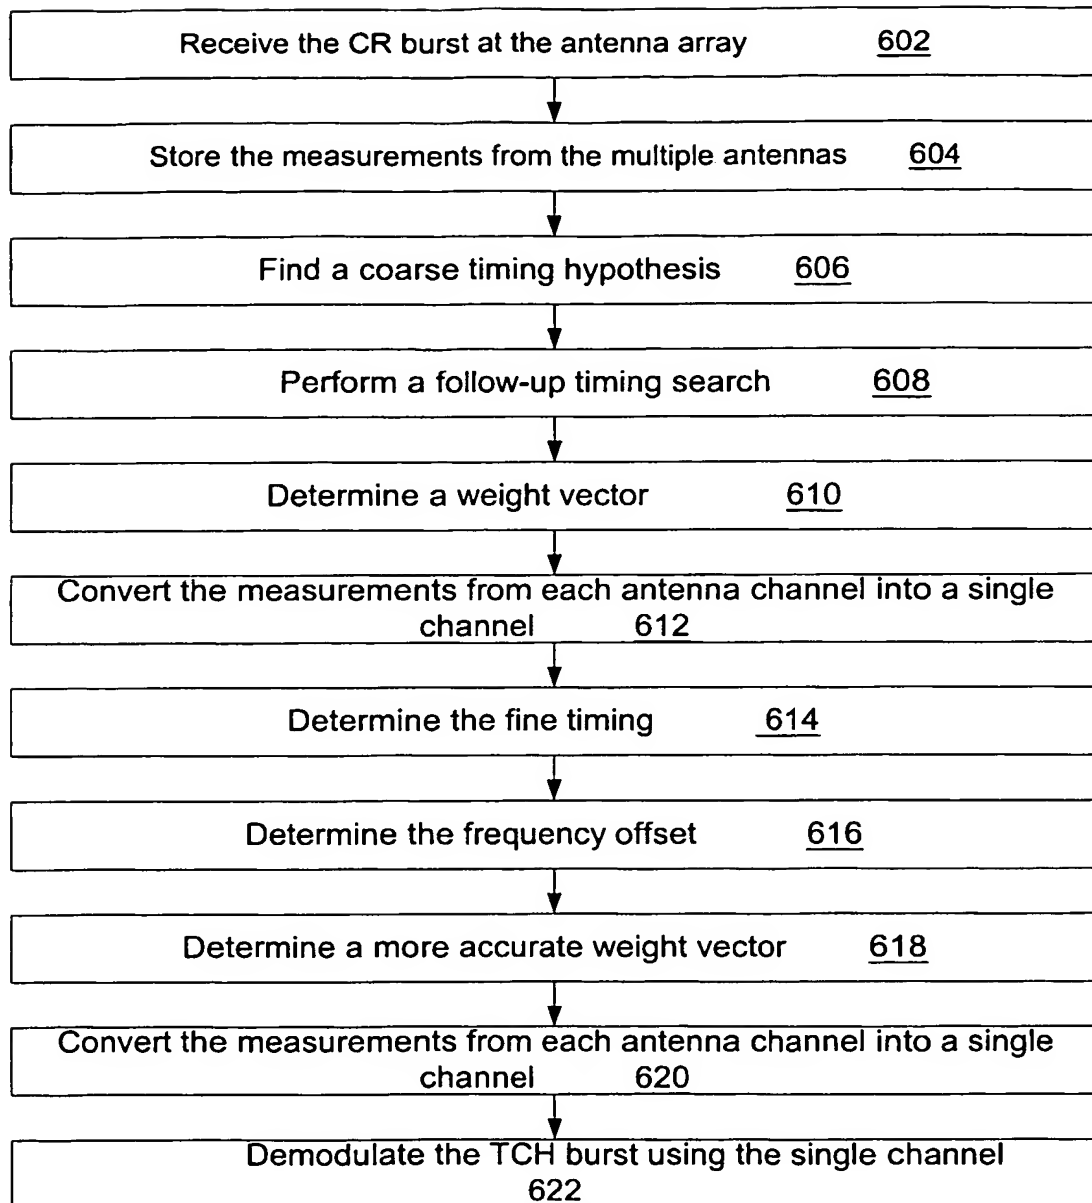 Receive the CR burst at the antenna array 602
Store the measurements from the multiple antennas 604
Find a coarse timing hypothesis 606
Perform a follow-up timing search 608
Determine a weight vector 610
Convert the measurements from each antenna channel into a single
channel 612
Determine the fine timing 614
Determine the frequency offset 616
Determine a more accurate weight vector 618
Convert the measurements from each antenna channel into a single
channel 620
Demodulate the TCH burst using the single channel
622